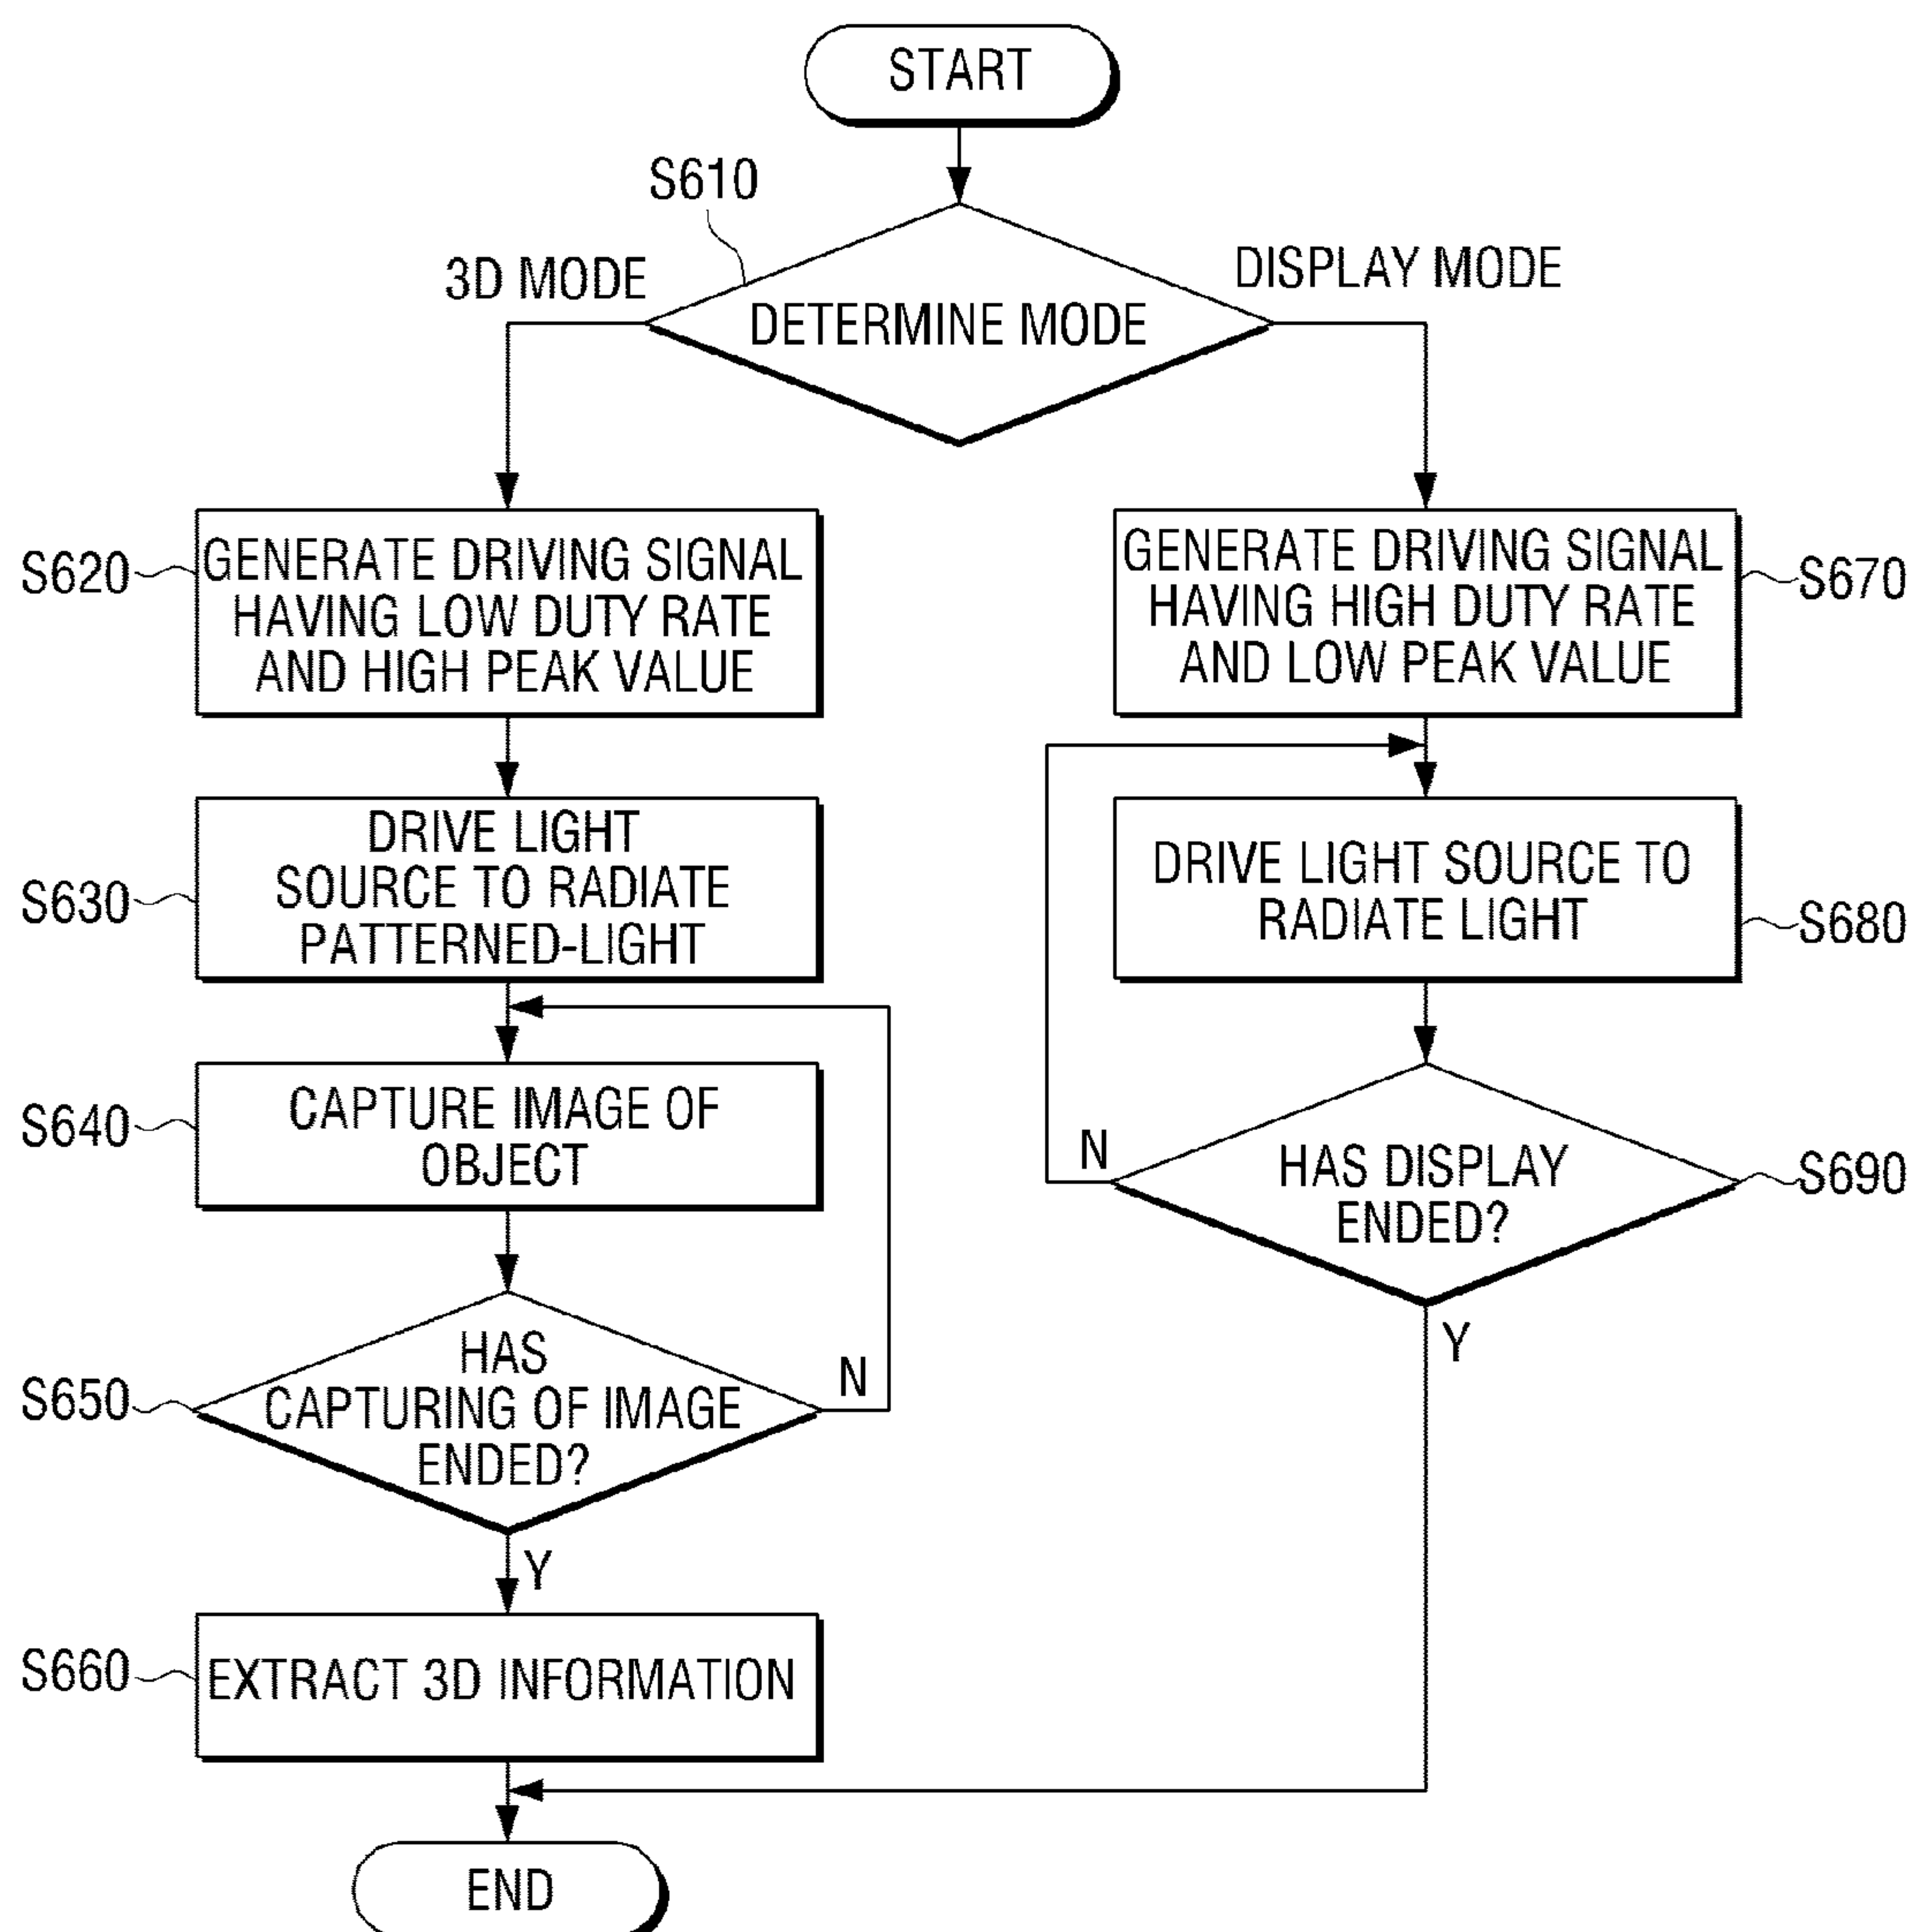 START
S610
3D MODE
DISPLAY MODE
DETERMINE MODE
S620
GENERATE DRIVING SIGNAL
HAVING LOW DUTY RATE
AND HIGH PEAK VALUE
GENERATE DRIVING SIGNAL
HAVING HIGH DUTY RATE
AND LOW PEAK VALUE
S670
S630
DRIVE LIGHT
SOURCE TO RADIATE
PATTERNED-LIGHT
DRIVE LIGHT SOURCE TO
RADIATE LIGHT
S680
S640
CAPTURE IMAGE OF
OBJECT
N
HAS DISPLAY
ENDED?
S690
Y
S650
HAS
CAPTURING OF IMAGE
ENDED?
N
Y
S660
EXTRACT 3D INFORMATION
END